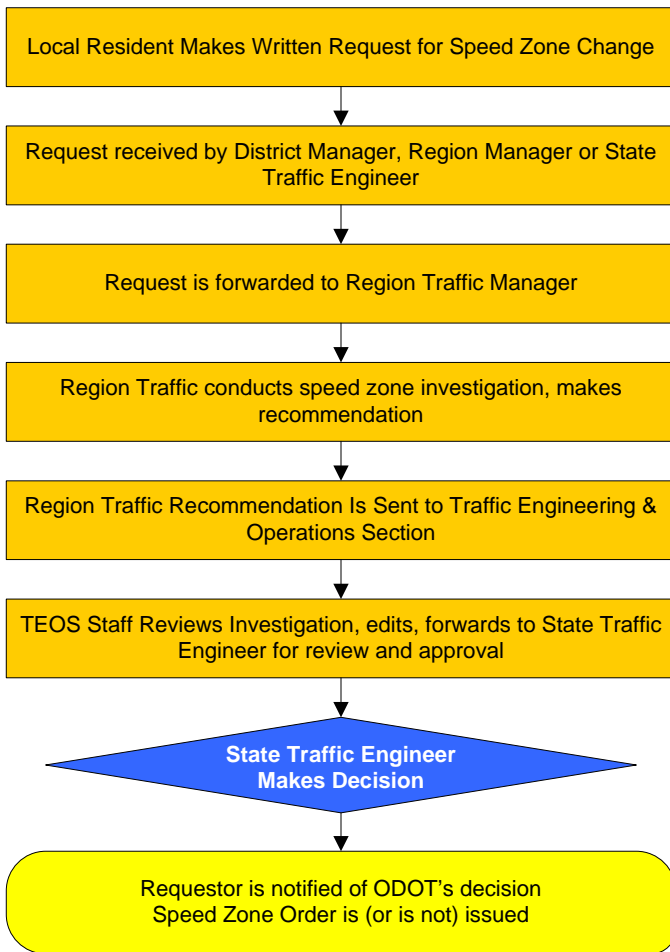 Local Resident Makes Written Request for Speed Zone Change
Request received by District Manager, Region Manager or State
Traffic Engineer
Request is forwarded to Region Traffic Manager
Region Traffic conducts speed zone investigation, makes
recommendation
Region Traffic Recommendation Is Sent to Traffic Engineering &
Operations Section
TEOS Staff Reviews Investigation, edits, forwards to State Traffic
Engineer for review and approval
State Traffic Engineer
Makes Decision
Requestor is notified of ODOT's decision
Speed Zone Order is (or is not) issued